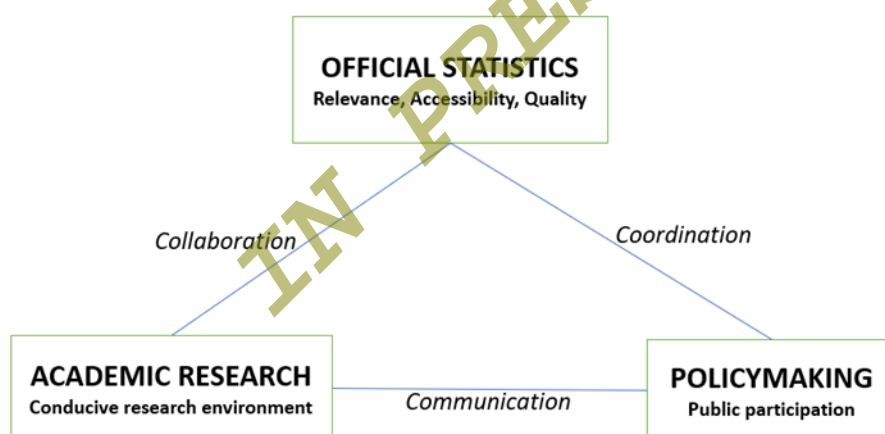 OFFICIAL STATISTICS
Relevance, Accessibility, Quality
Collaboration
Coordination
ACADEMIC RESEARCH
Conducive research environment
POLICYMAKING
Public participation
Communication
IN